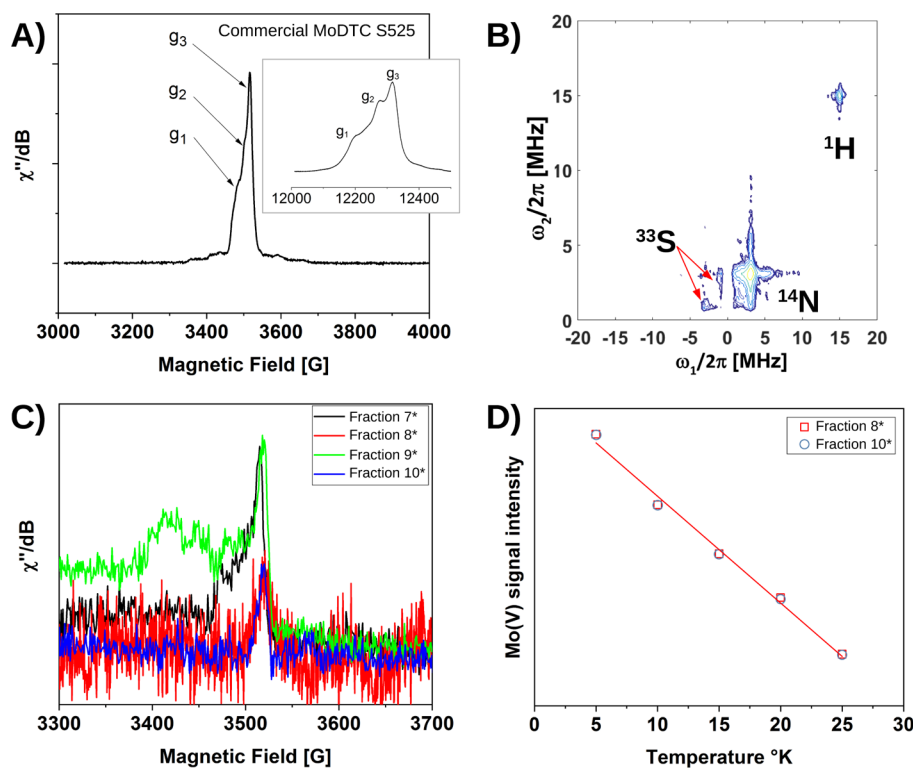 A)
Commercial MoDTC S525
g3
g2
g1
χ''/dB
3000 3200 3400 3600 3800 4000
Magnetic Field [G]
g1 g2 g3
12000 12200 12400
B)
20
15
10
5
0
ω2/2π [MHz]
1H
33S
14N
-20 -15 -10 -5 0 5 10 15 20
ω1/2π [MHz]
C)
Fraction 7*
Fraction 8*
Fraction 9*
Fraction 10*
χ''/dB
3300 3400 3500 3600 3700
Magnetic Field [G]
D)
Fraction 8*
Fraction 10*
Mo(V) signal intensity
0 5 10 15 20 25 30
Temperature °K